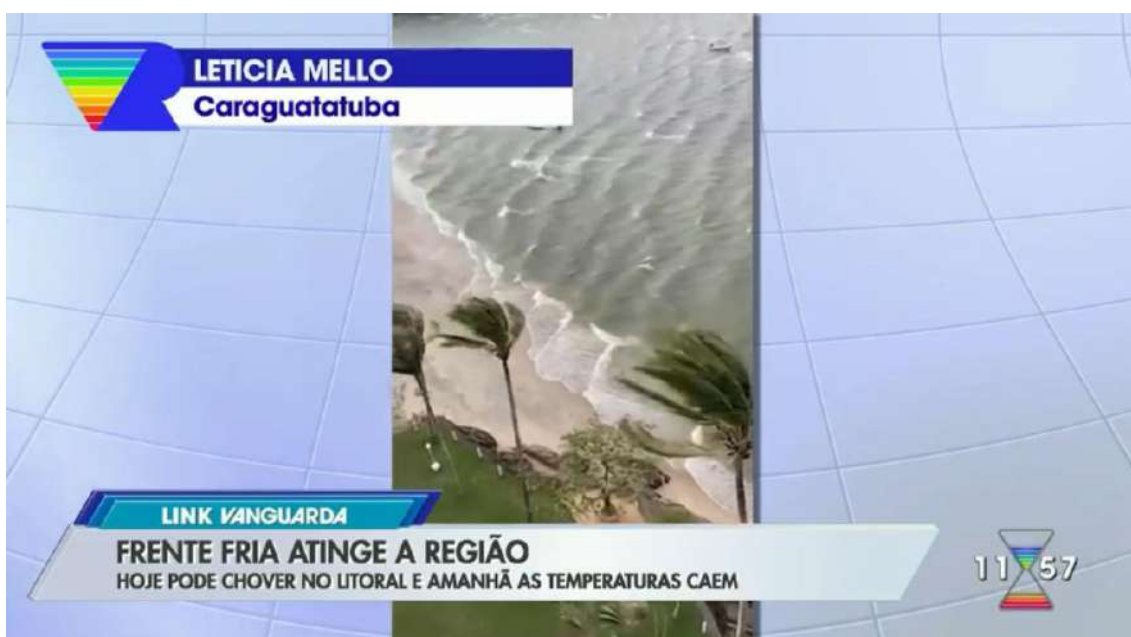 LETICIA MELLO
Caraguatatuba
LINK VANGUARDA
FRENTE FRIA ATINGE A REGIÃO
HOJE PODE CHOVER NO LITORAL E AMANHÃ AS TEMPERATURAS CAEM
11 57